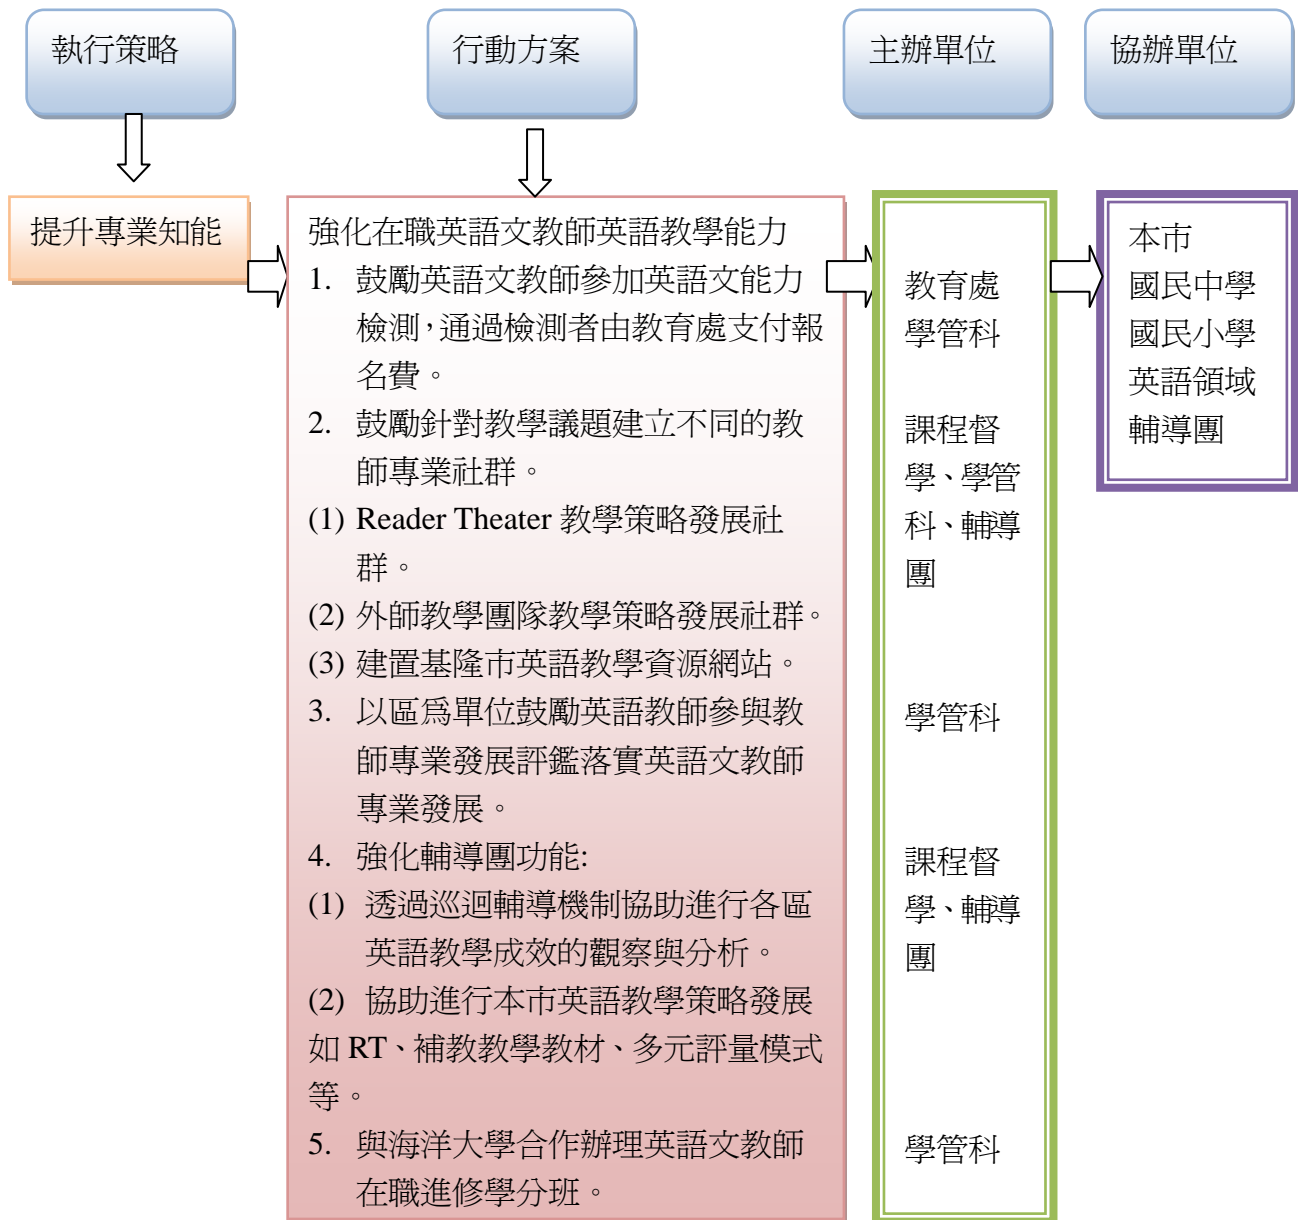 執行策略
行動方案
主辦單位
協辦單位
提升專業知能
強化在職英語文教師英語教學能力
1. 鼓勵英語文教師參加英語文能力
檢測，通過檢測者由教育處支付報
名費。
2. 鼓勵針對教學議題建立不同的教
師專業社群。
(1) Reader Theater 教學策略發展社
群。
(2) 外師教學團隊教學策略發展社群。
(3) 建置基隆市英語教學資源網站。
3. 以區為單位鼓勵英語教師參與教
師專業發展評鑑落實英語文教師
專業發展。
4. 強化輔導團功能:
(1) 透過巡迴輔導機制協助進行各區
英語教學成效的觀察與分析。
(2) 協助進行本市英語教學策略發展
如 RT、補教教學教材、多元評量模式
等。
5. 與海洋大學合作辦理英語文教師
在職進修學分班。
教育處
學管科
課程督
學、學管
科、輔導
團
學管科
課程督
學、輔導
團
學管科
本市
國民中學
國民小學
英語領域
輔導團